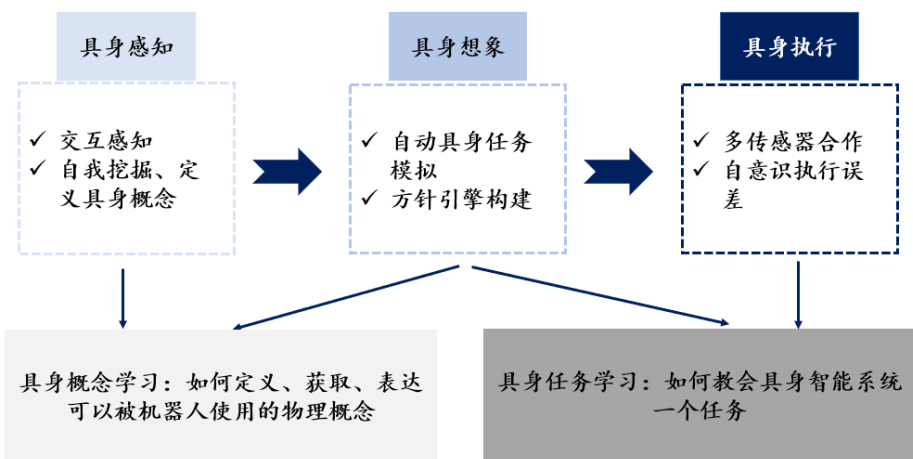 具身感知
✓ 交互感知
✓ 自我挖掘、定
义具身概念
具身想象
✓ 自动具身任务
模拟
✓ 方针引擎构建
具身执行
✓ 多传感器合作
✓ 自意识执行误
差
具身概念学习：如何定义、获取、表达
可以被机器人使用的物理概念
具身任务学习：如何教会具身智能系统
一个任务